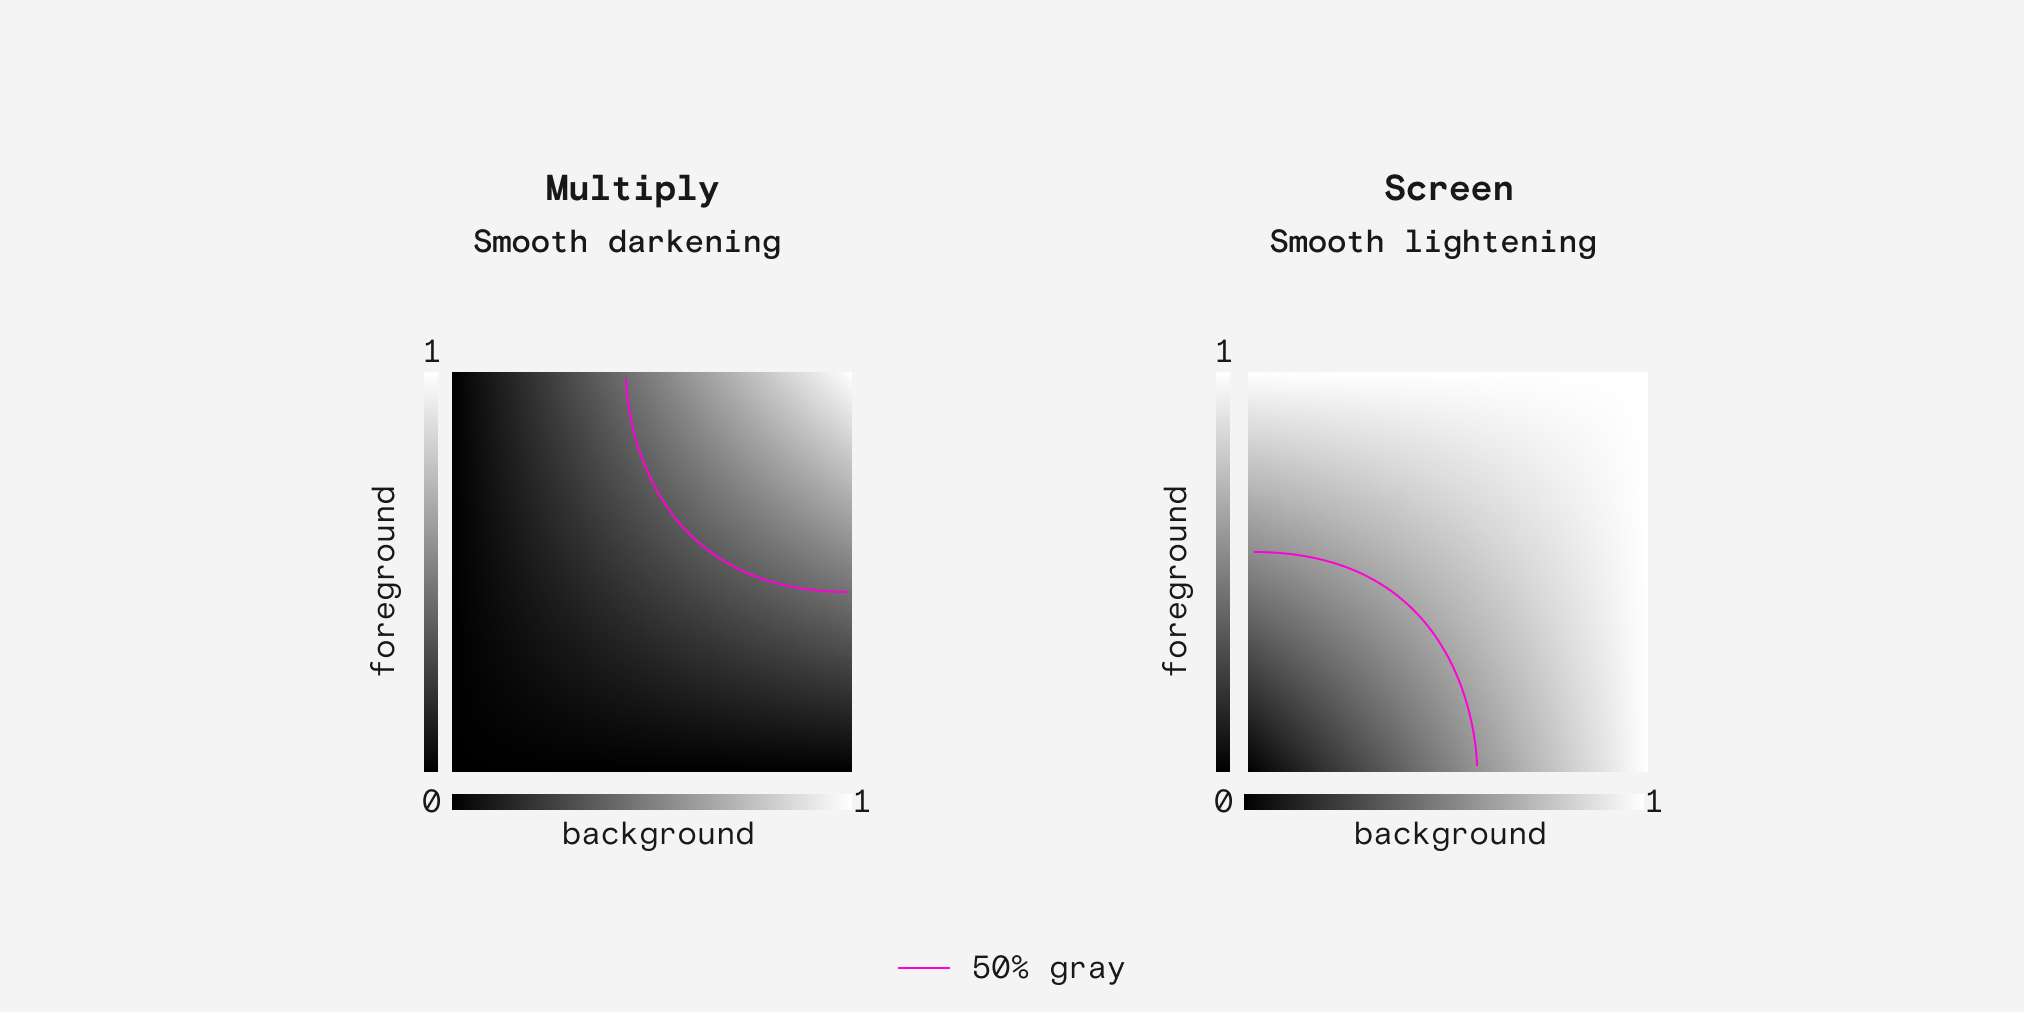 Multiply
Smooth darkening
1
foreground
0
1
background
Screen
Smooth lightening
1
foreground
0
1
background
50% gray